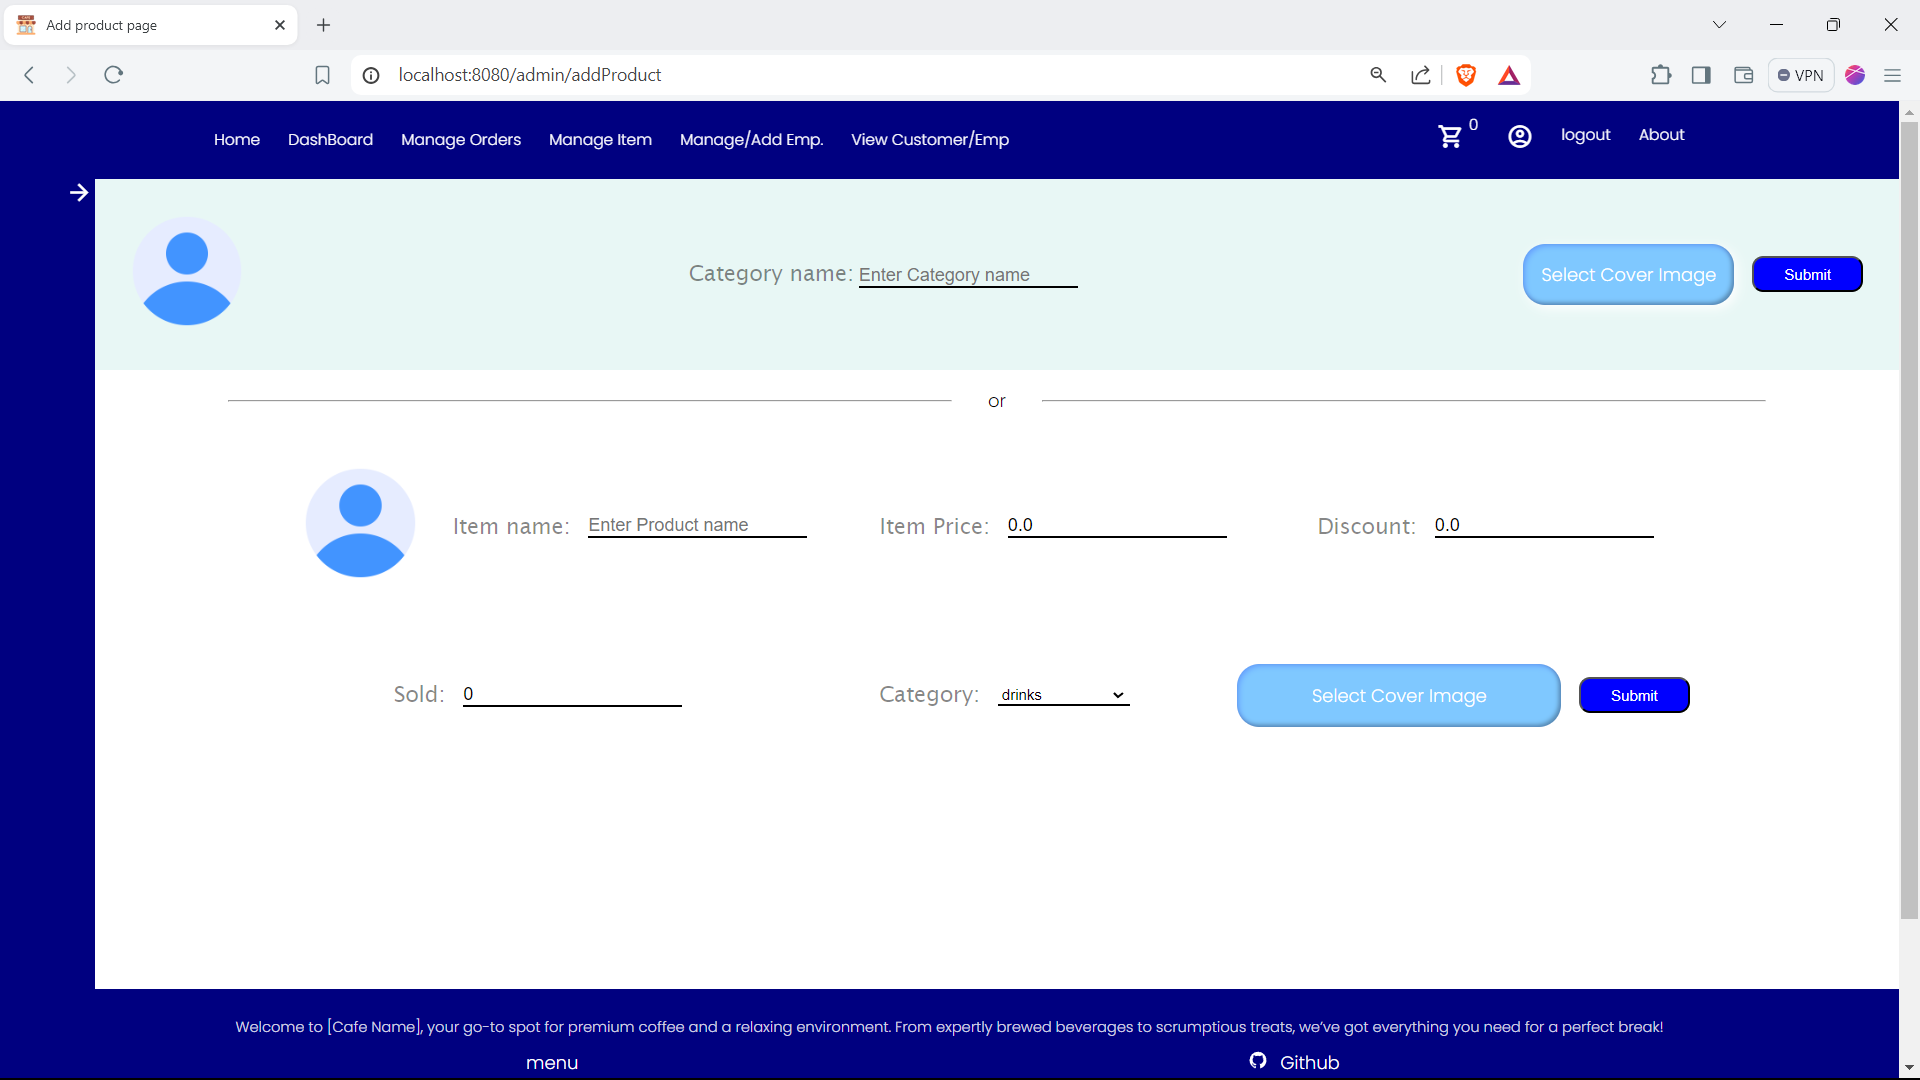 Add product page
localhost:8080/admin/addProduct
VPN
Home DashBoard Manage Orders Manage Item Manage/Add Emp. View Customer/Emp 0 logout About
Category name: Enter Category name Select Cover Image Submit
or
Item name: Enter Product name Item Price: 0.0 Discount: 0.0
Sold: 0 Category: drinks Select Cover Image Submit
Welcome to [Cafe Name], your go-to spot for premium coffee and a relaxing environment. From expertly brewed beverages to scrumptious treats, we've got everything you need for a perfect break!
menu Github